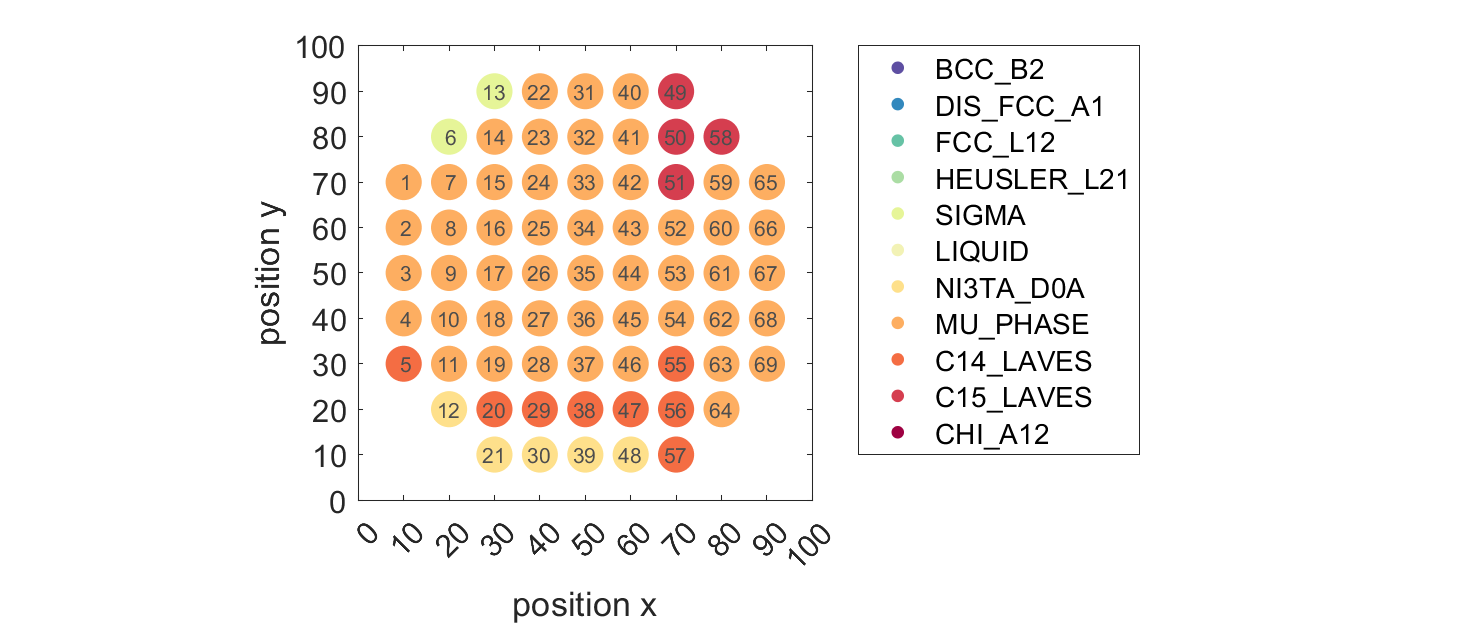 100
90 13 22 31 40 49
80 6 14 23 32 41 50 58
70 1 7 15 24 33 42 51 59 65
60 2 8 16 25 34 43 52 60 66
50 3 9 17 26 35 44 53 61 67
40 4 10 18 27 36 45 54 62 68
30 5 11 19 28 37 46 55 63 69
20 12 20 29 38 47 56 64
10 21 30 39 48 57
0
0 10 20 30 40 50 60 70 80 90 100
position x
position y
BCC_B2
DIS_FCC_A1
FCC_L12
HEUSLER_L21
SIGMA
LIQUID
NI3TA_D0A
MU_PHASE
C14_LAVES
C15_LAVES
CHI_A12